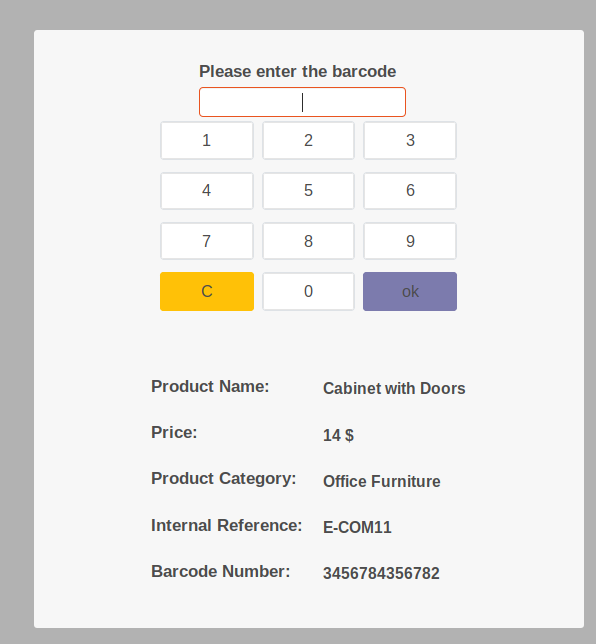 Please enter the barcode
1 2 3
4 5 6
7 8 9
C 0 ok
Product Name: Cabinet with Doors
Price: 14 $
Product Category: Office Furniture
Internal Reference: E-COM11
Barcode Number: 3456784356782